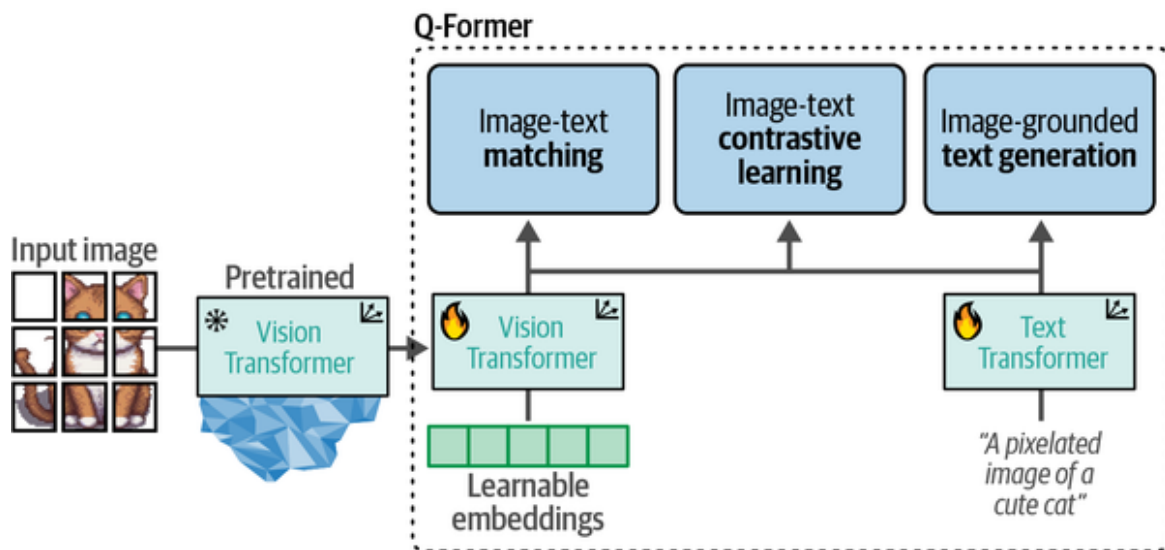 Q-Former
Image-text
matching
Image-text
contrastive
learning
Image-grounded
text generation
Input image
Pretrained
Vision
Transformer
Vision
Transformer
Text
Transformer
Learnable
embeddings
"A pixelated
image of a
cute cat"